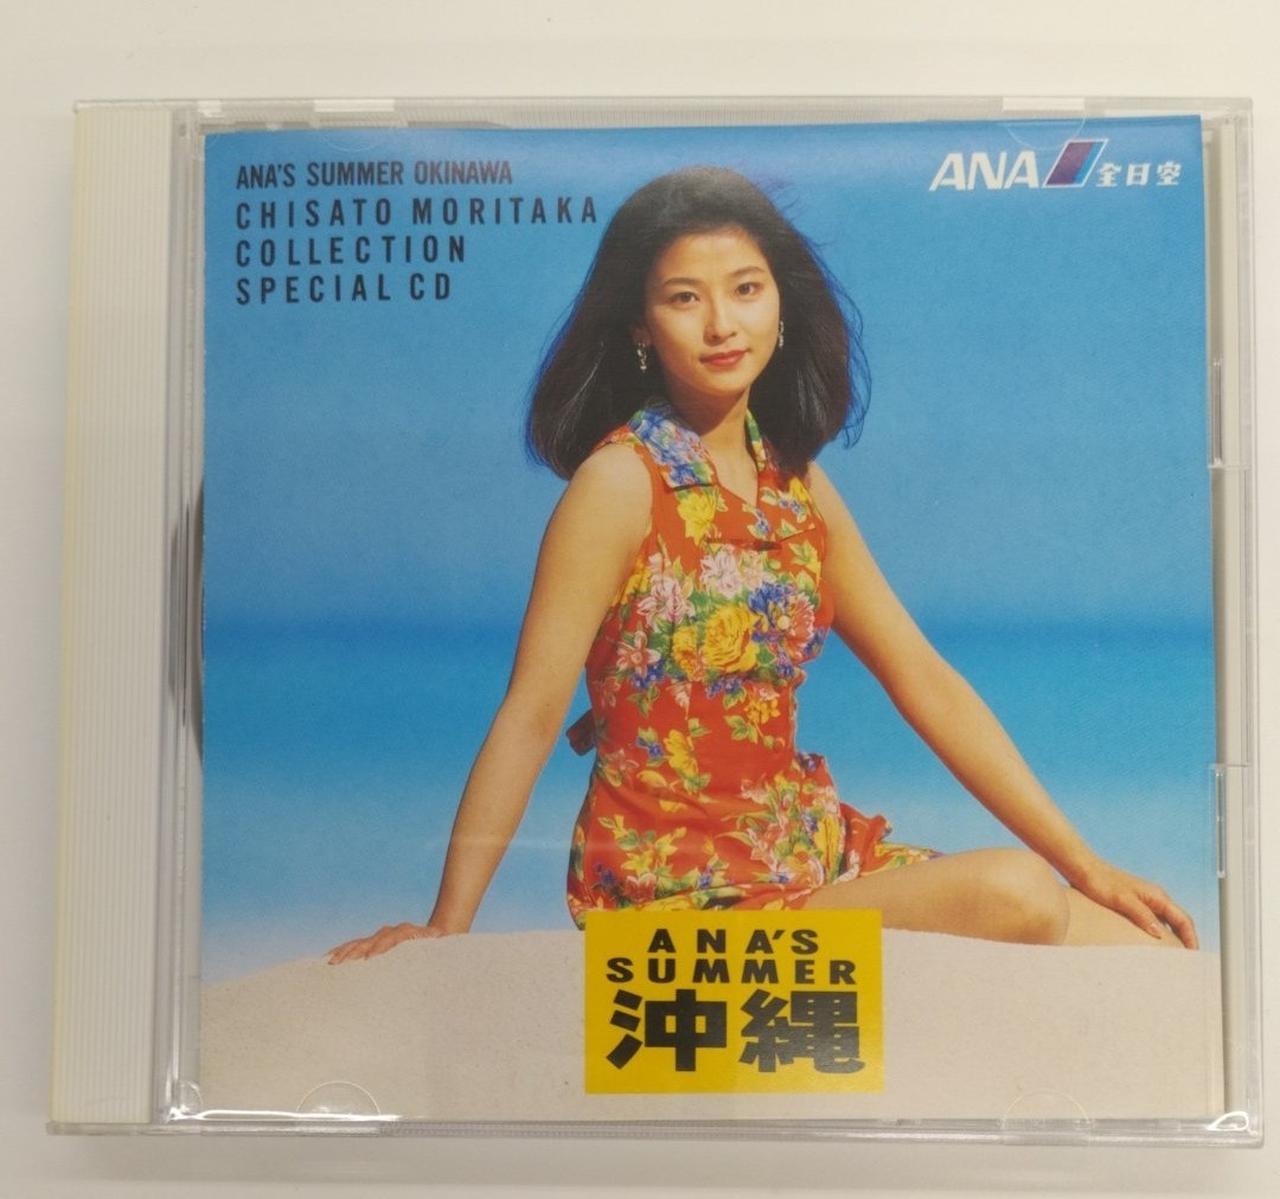 ANA'S SUMMER OKINAWA
CHISATO MORITAKA
COLLECTION
SPECIAL CD
ANA 全日空
ANA'S
SUMMER
沖縄